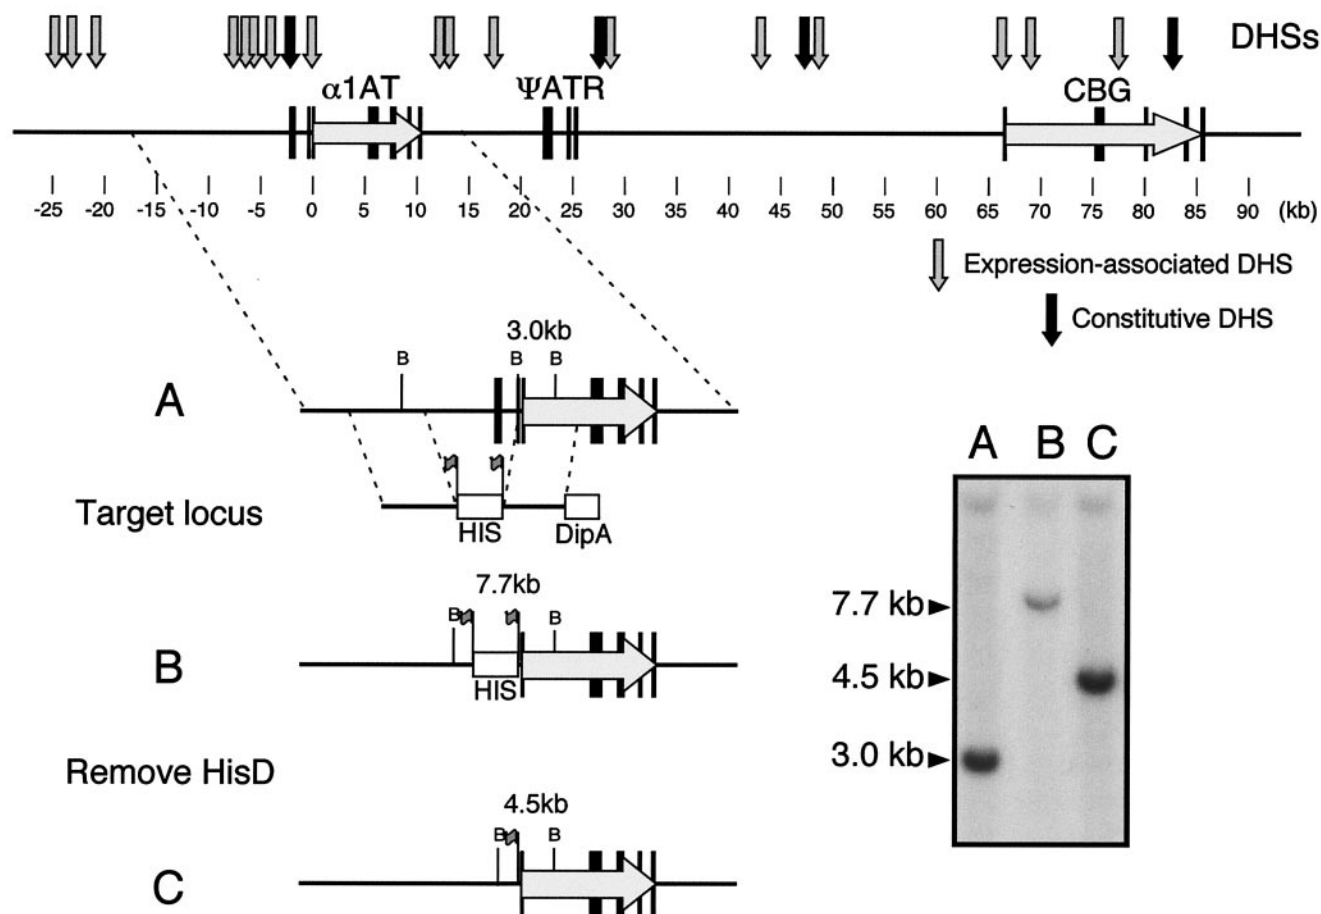 DHSs
α1AT ΨATR CBG
-25 -20 -15 -10 -5 0 5 10 15 20 25 30 35 40 45 50 55 60 65 70 75 80 85 90 (kb)
Expression-associated DHS
Constitutive DHS
3.0kb
B B B
A
Target locus
HIS DipA
7.7kb
B B
B
HIS
Remove HisD
4.5kb
B B
C
A B C
7.7 kb
4.5 kb
3.0 kb